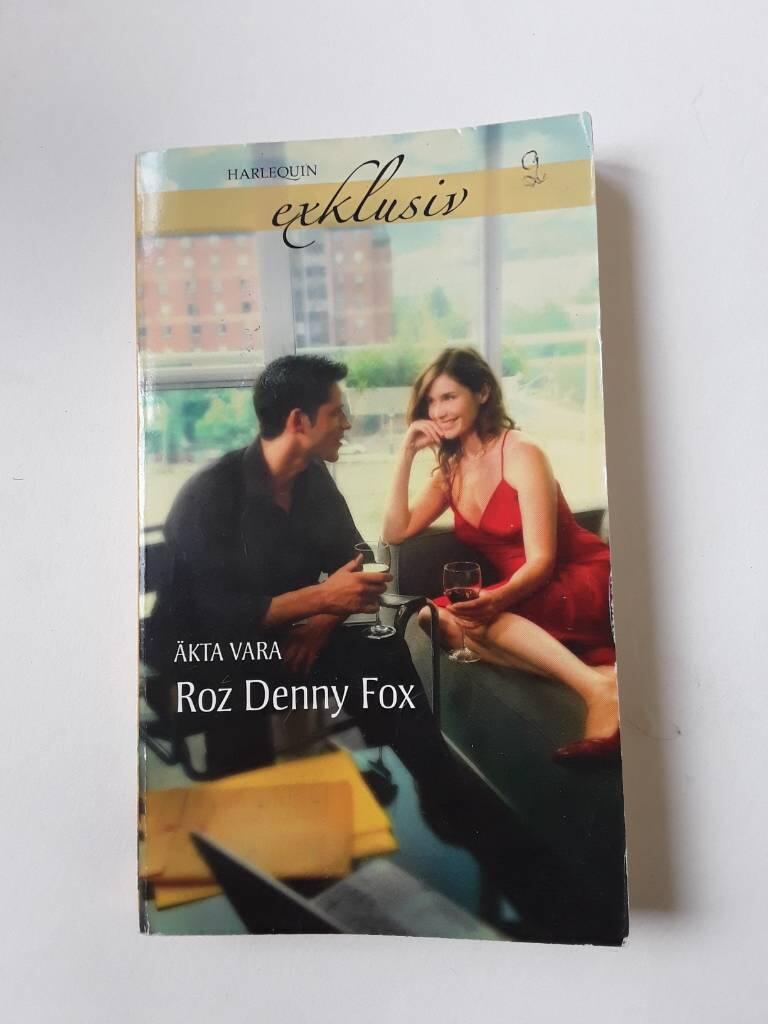 HARLEQUIN
exklusiv
2
ÄKTA VARA
Roz Denny Fox